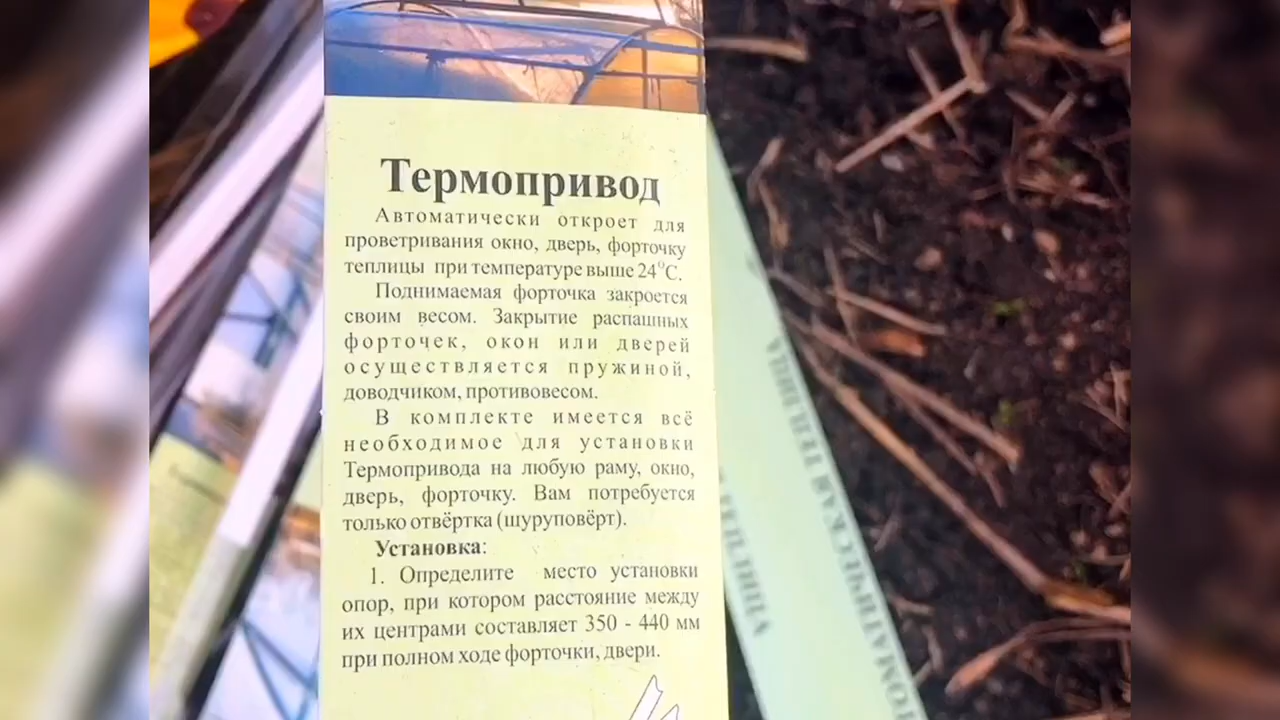 Термопривод
Автоматически откроет для
проветривания окно, дверь, форточку
теплицы при температуре выше 24°С.
Поднимаемая форточка закроется
своим весом. Закрытие распашных
форточек, окон или дверей
осуществляется пружиной,
доводчиком, противовесом.
В комплекте имеется всё
необходимое для установки
Термопривода на любую раму, окно,
дверь, форточку. Вам потребуется
только отвёртка (шуруповёрт).
Установка:
1. Определите место установки
опор, при котором расстояние между
их центрами составляет 350 - 440 мм
при полном ходе форточки, двери.